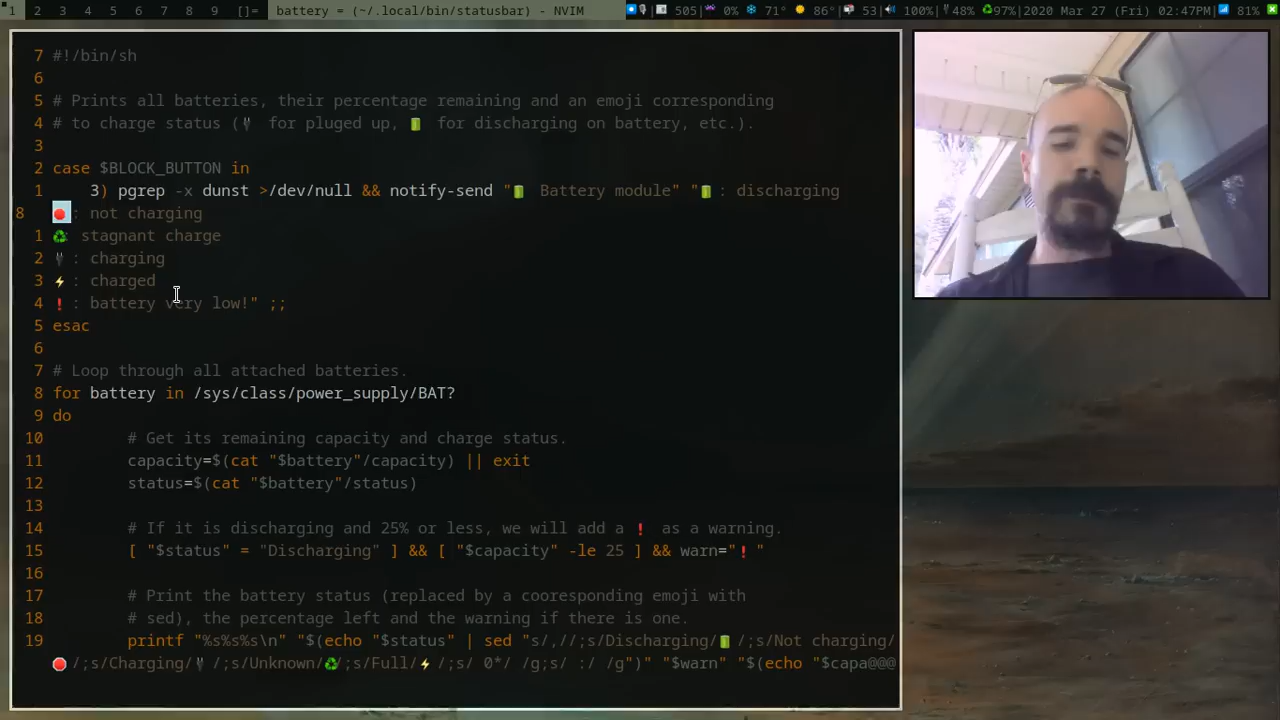 1 2 3 4 5 6 7 8 9 []= battery = (~/.local/bin/statusbar) - NVIM 505| 0% 71° 86°| 53| 100%| 48% ♻97%|2020 Mar 27 (Fri) 02:47PM| 81%
7 #!/bin/sh
6
5 # Prints all batteries, their percentage remaining and an emoji corresponding
4 # to charge status (🔌 for pluged up, 🔋 for discharging on battery, etc.).
3
2 case $BLOCK_BUTTON in
1 3) pgrep -x dunst >/dev/null && notify-send "🔋 Battery module" "🔋: discharging
8 🛑: not charging
1 ♻ stagnant charge
2 🔌: charging
3 ⚡: charged
4 ❗: battery very low!" ;;
5 esac
6
7 # Loop through all attached batteries.
8 for battery in /sys/class/power_supply/BAT?
9 do
10 # Get its remaining capacity and charge status.
11 capacity=$(cat "$battery"/capacity) || exit
12 status=$(cat "$battery"/status)
13
14 # If it is discharging and 25% or less, we will add a ❗ as a warning.
15 [ "$status" = "Discharging" ] && [ "$capacity" -le 25 ] && warn="❗"
16
17 # Print the battery status (replaced by a cooresponding emoji with
18 # sed), the percentage left and the warning if there is one.
19 printf "%s%s%s\n" "$(echo "$status" | sed "s/,//;s/Discharging/🔋/;s/Not charging/
🛑/;s/Charging/🔌/;s/Unknown/♻/;s/Full/⚡/;s/ 0*/ /g;s/ :/ /g")" "$warn" "$(echo "$capa@@@